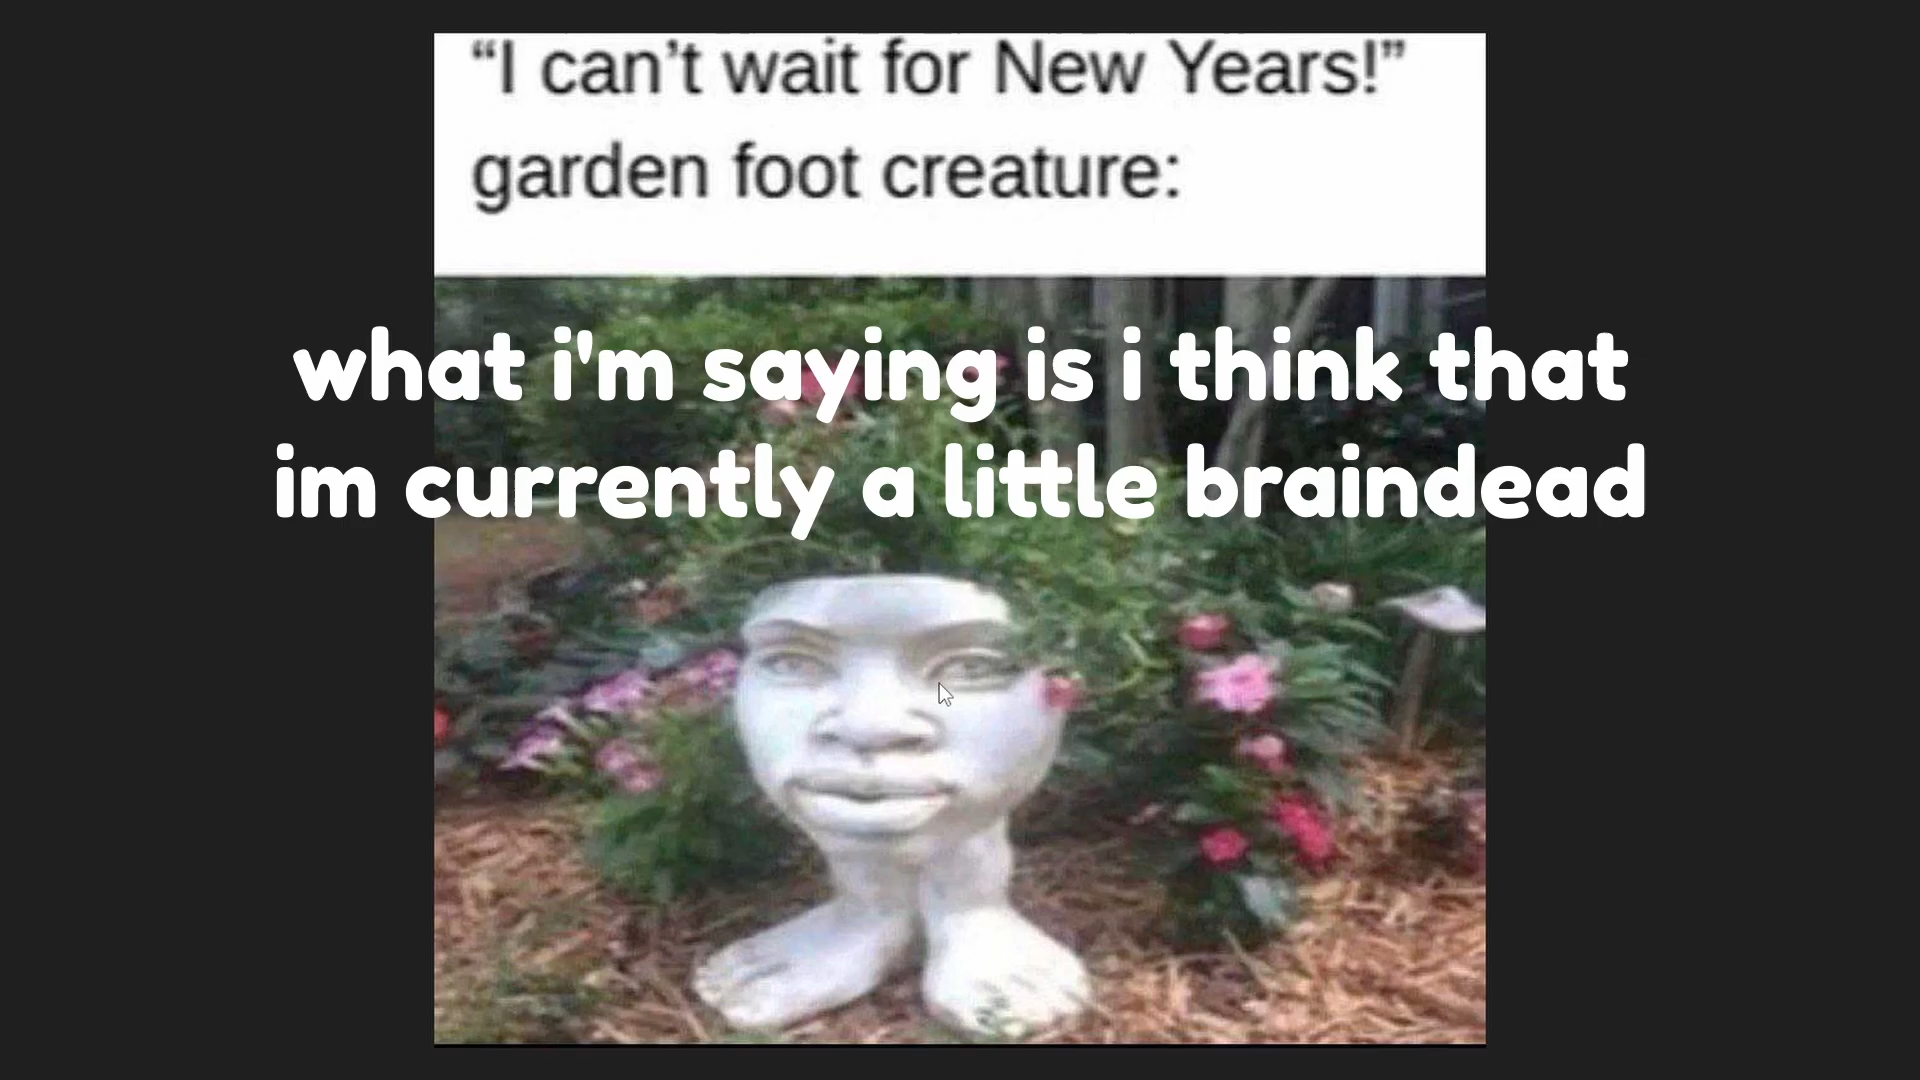 “I can’t wait for New Years!”
garden foot creature:
what i'm saying is i think that
im currently a little braindead